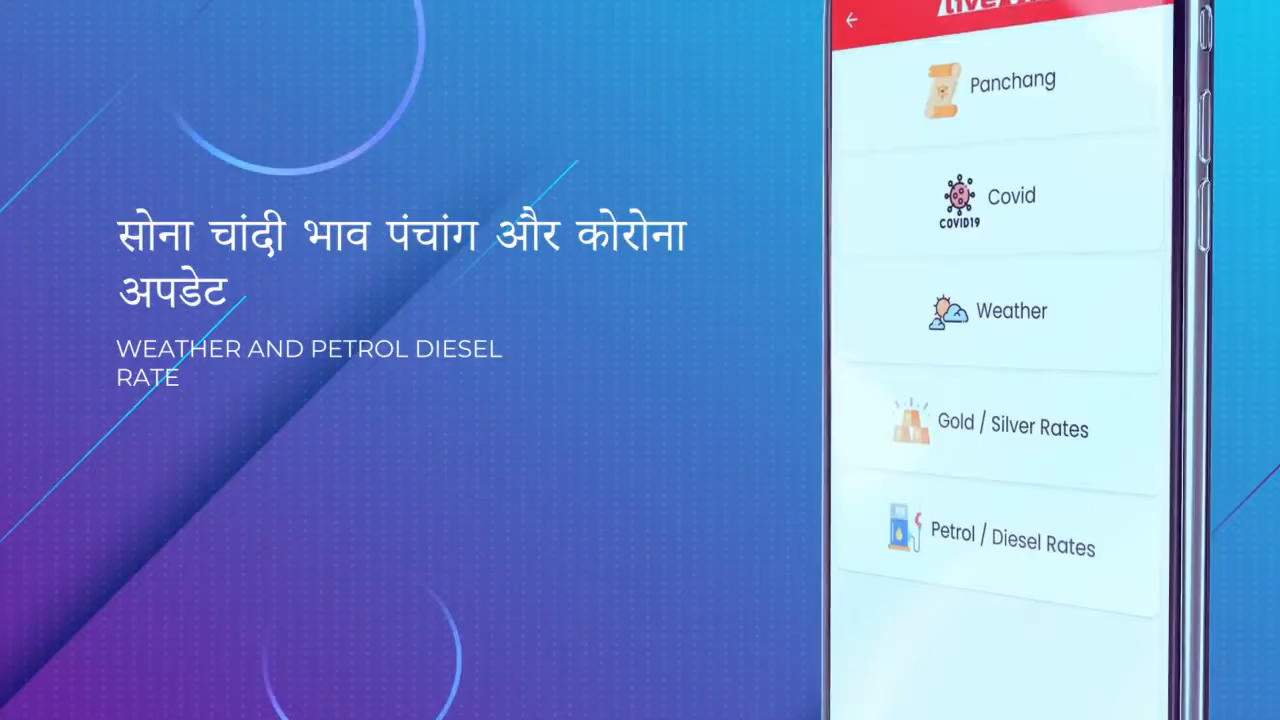 सोना चांदी भाव पंचांग और कोरोना
अपडेट
WEATHER AND PETROL DIESEL
RATE
Panchang
Covid
COVID19
Weather
Gold / Silver Rates
Petrol / Diesel Rates